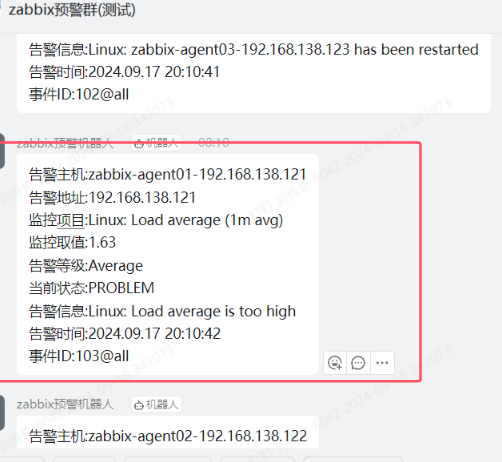 zabbix预警群(测试)
告警信息:Linux: zabbix-agent03-192.168.138.123 has been restarted
告警时间:2024.09.17 20:10:41
事件ID:102@all
zabbix预警机器人 机器人 08:10
告警主机:zabbix-agent01-192.168.138.121
告警地址:192.168.138.121
监控项目:Linux: Load average (1m avg)
监控取值:1.63
告警等级:Average
当前状态:PROBLEM
告警信息:Linux: Load average is too high
告警时间:2024.09.17 20:10:42
事件ID:103@all
zabbix预警机器人 机器人
告警主机:zabbix-agent02-192.168.138.122